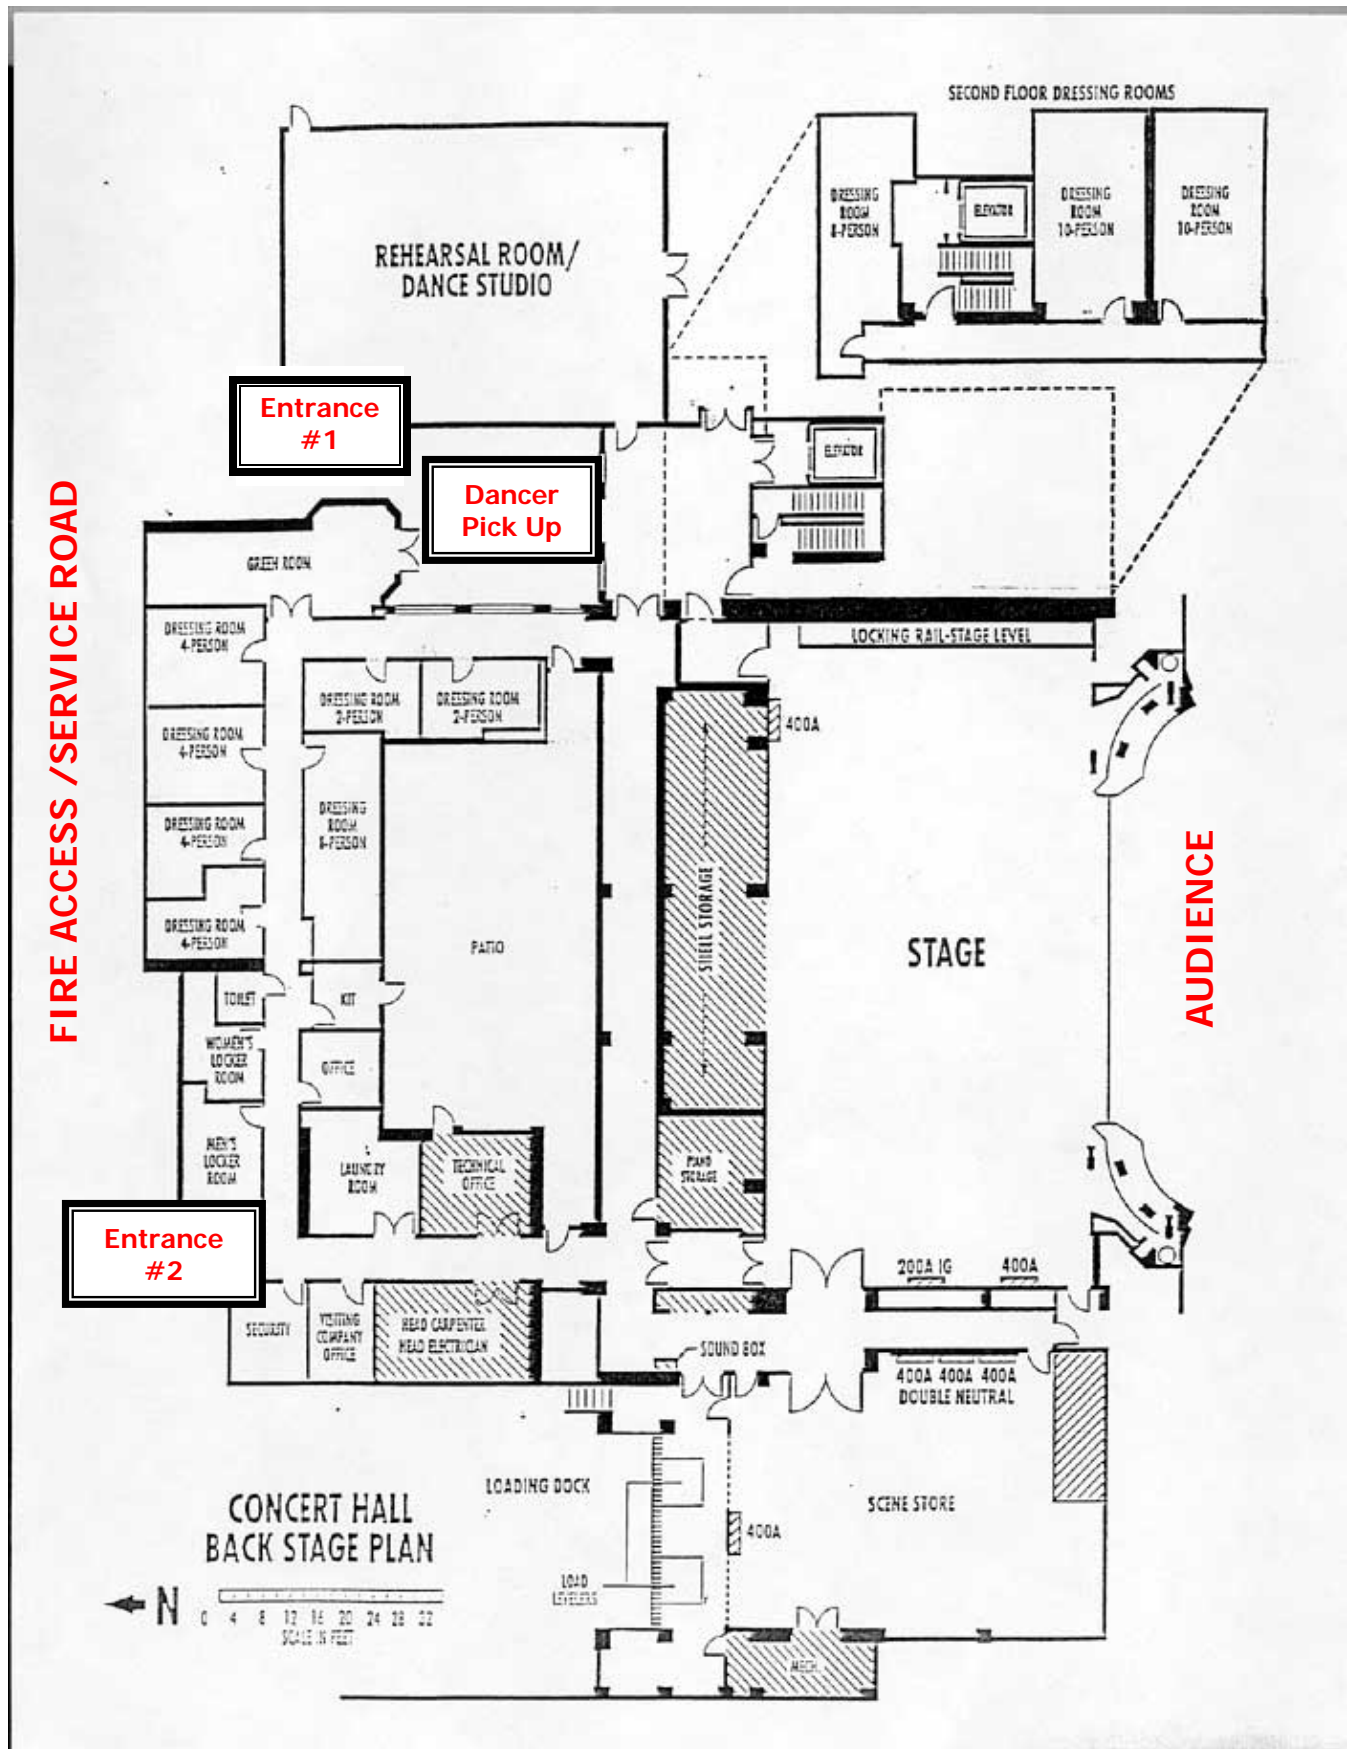 SECOND FLOOR DRESSING ROOMS
DRESSING
ROOM
8-PERSON
ELEVATOR
DRESSING
ROOM
10-PERSON
DRESSING
ROOM
10-PERSON
REHEARSAL ROOM/
DANCE STUDIO
Entrance
#1
ELEVATOR
Dancer
Pick Up
FIRE ACCESS /SERVICE ROAD
GREEN ROOM
DRESSING ROOM
4-PERSON
LOCKING RAIL-STAGE LEVEL
DRESSING ROOM
2-PERSON
DRESSING ROOM
2-PERSON
400A
DRESSING ROOM
4-PERSON
DRESSING ROOM
4-PERSON
DRESSING
ROOM
8-PERSON
DRESSING ROOM
4-PERSON
PATIO
SHELL STORAGE
STAGE
AUDIENCE
TOILET
KIT
WOMEN'S
LOCKER
ROOM
OFFICE
MEN'S
LOCKER
ROOM
LAUNDRY
ROOM
TECHNICAL
OFFICE
PIANO
STORAGE
Entrance
#2
200A IG
400A
SECURITY
VISITING
COMPANY
OFFICE
HEAD CARPENTER
HEAD ELECTRICIAN
SOUND BOX
400A 400A 400A
DOUBLE NEUTRAL
LOADING DOCK
SCENE STORE
400A
LOAD
LEVELERS
CONCERT HALL
BACK STAGE PLAN
N
0 4 8 12 16 20 24 28 32
SCALE IN FEET
MECH.